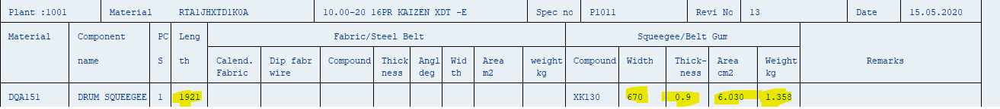 Plant :1001 Material RTA1JHXTD1K0A 10.00-20 16PR KAIZEN XDT -E Spec no P1011 Revi No 13 Date 15.05.2020
Material Component PC Leng Fabric/Steel Belt Squeegee/Belt Gum
name S th Calend. Dip fabr Compound Thick Angl Wid Area weight Compound Width Thick- Area Weight Remarks
Fabric wire ness deg th m2 kg ness cm2 kg
DQA151 DRUM SQUEEGEE 1 1921 XK130 670 0.9 6.030 1.358